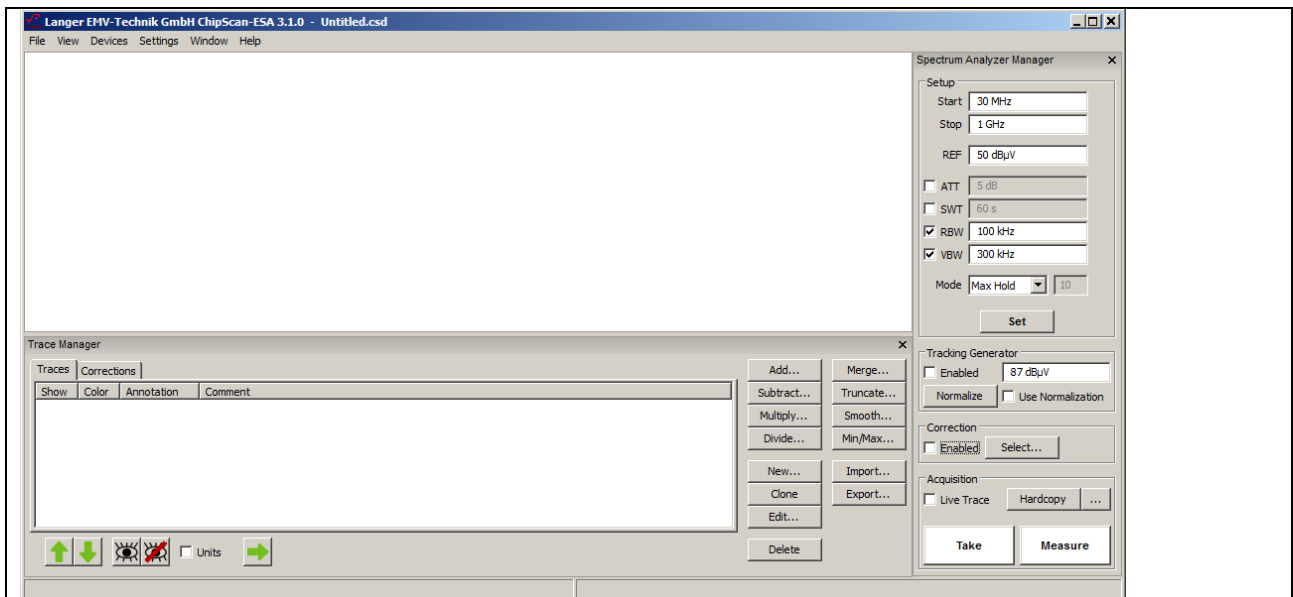 Langer EMV-Technik GmbH ChipScan-ESA 3.1.0 - Untitled.csd
File View Devices Settings Window Help
Spectrum Analyzer Manager
Setup
Start 30 MHz
Stop 1 GHz
REF 50 dBµV
ATT 5 dB
SWT 60 s
RBW 100 kHz
VBW 300 kHz
Mode Max Hold 10
Set
Tracking Generator
Enabled 87 dBµV
Normalize Use Normalization
Correction
Enabled Select...
Acquisition
Live Trace Hardcopy ...
Take Measure
Trace Manager
Traces Corrections
Show Color Annotation Comment
Add... Merge...
Subtract... Truncate...
Multiply... Smooth...
Divide... Min/Max...
New... Import...
Clone Export...
Edit...
Units
Delete